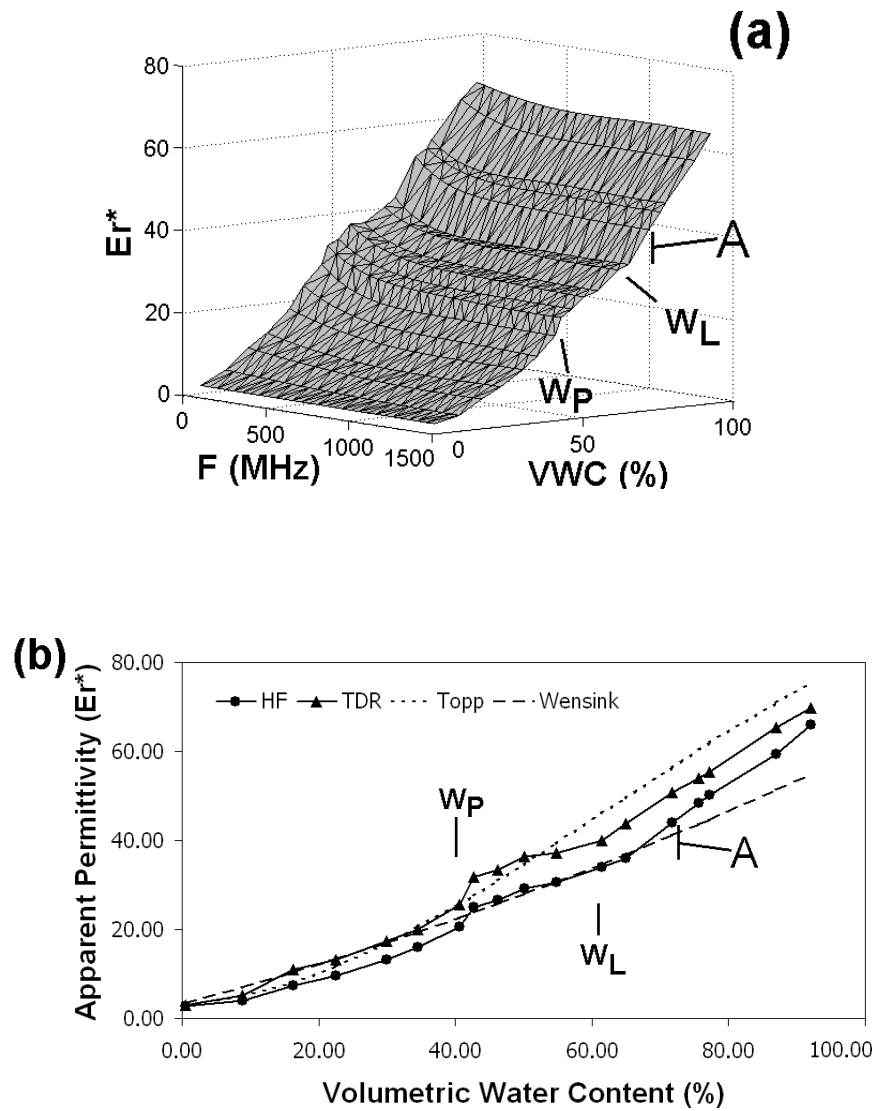 (a)
80
60
40
20
0
Er*
0
500
1000
1500
F (MHz)
0
50
100
VWC (%)
A
WL
WP
(b)
80.00
60.00
40.00
20.00
0.00
Apparent Permittivity (Er*)
HF TDR Topp Wensink
WP
A
WL
0.00 20.00 40.00 60.00 80.00 100.00
Volumetric Water Content (%)